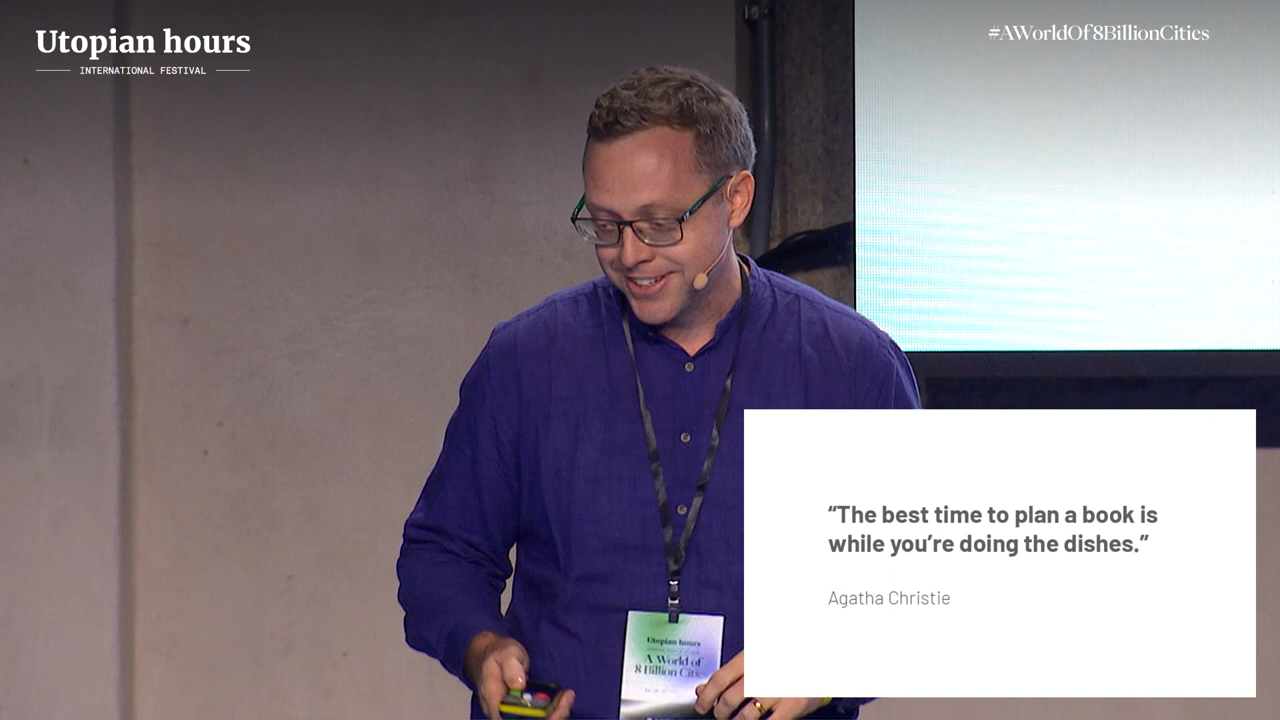 Utopian hours
INTERNATIONAL FESTIVAL
#AWorldOf8BillionCities
“The best time to plan a book is
while you’re doing the dishes.”
Agatha Christie
Utopian hours
A World of
8 Billion Cities